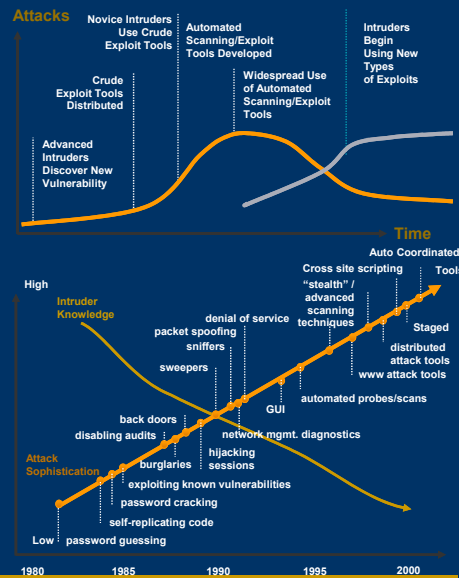 Attacks
Novice Intruders
Use Crude
Exploit Tools
Automated
Scanning/Exploit
Tools Developed
Intruders
Begin
Using New
Types
of Exploits
Crude
Exploit Tools
Distributed
Widespread Use
of Automated
Scanning/Exploit
Tools
Advanced
Intruders
Discover New
Vulnerability
Time
Auto Coordinated
Tools
Cross site scripting
High
"stealth" /
advanced
scanning
techniques
Intruder
Knowledge
denial of service
packet spoofing
sniffers
sweepers
Staged
distributed
attack tools
www attack tools
automated probes/scans
GUI
back doors
disabling audits
network mgmt. diagnostics
hijacking
sessions
burglaries
Attack
Sophistication
exploiting known vulnerabilities
password cracking
self-replicating code
Low
password guessing
1980
1985
1990
1995
2000